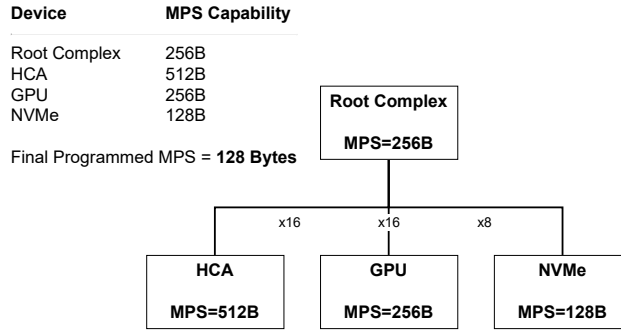 Device MPS Capability
Root Complex 256B
HCA 512B
GPU 256B
NVMe 128B
Final Programmed MPS = 128 Bytes
Root Complex
MPS=256B
x16 x16 x8
HCA GPU NVMe
MPS=512B MPS=256B MPS=128B